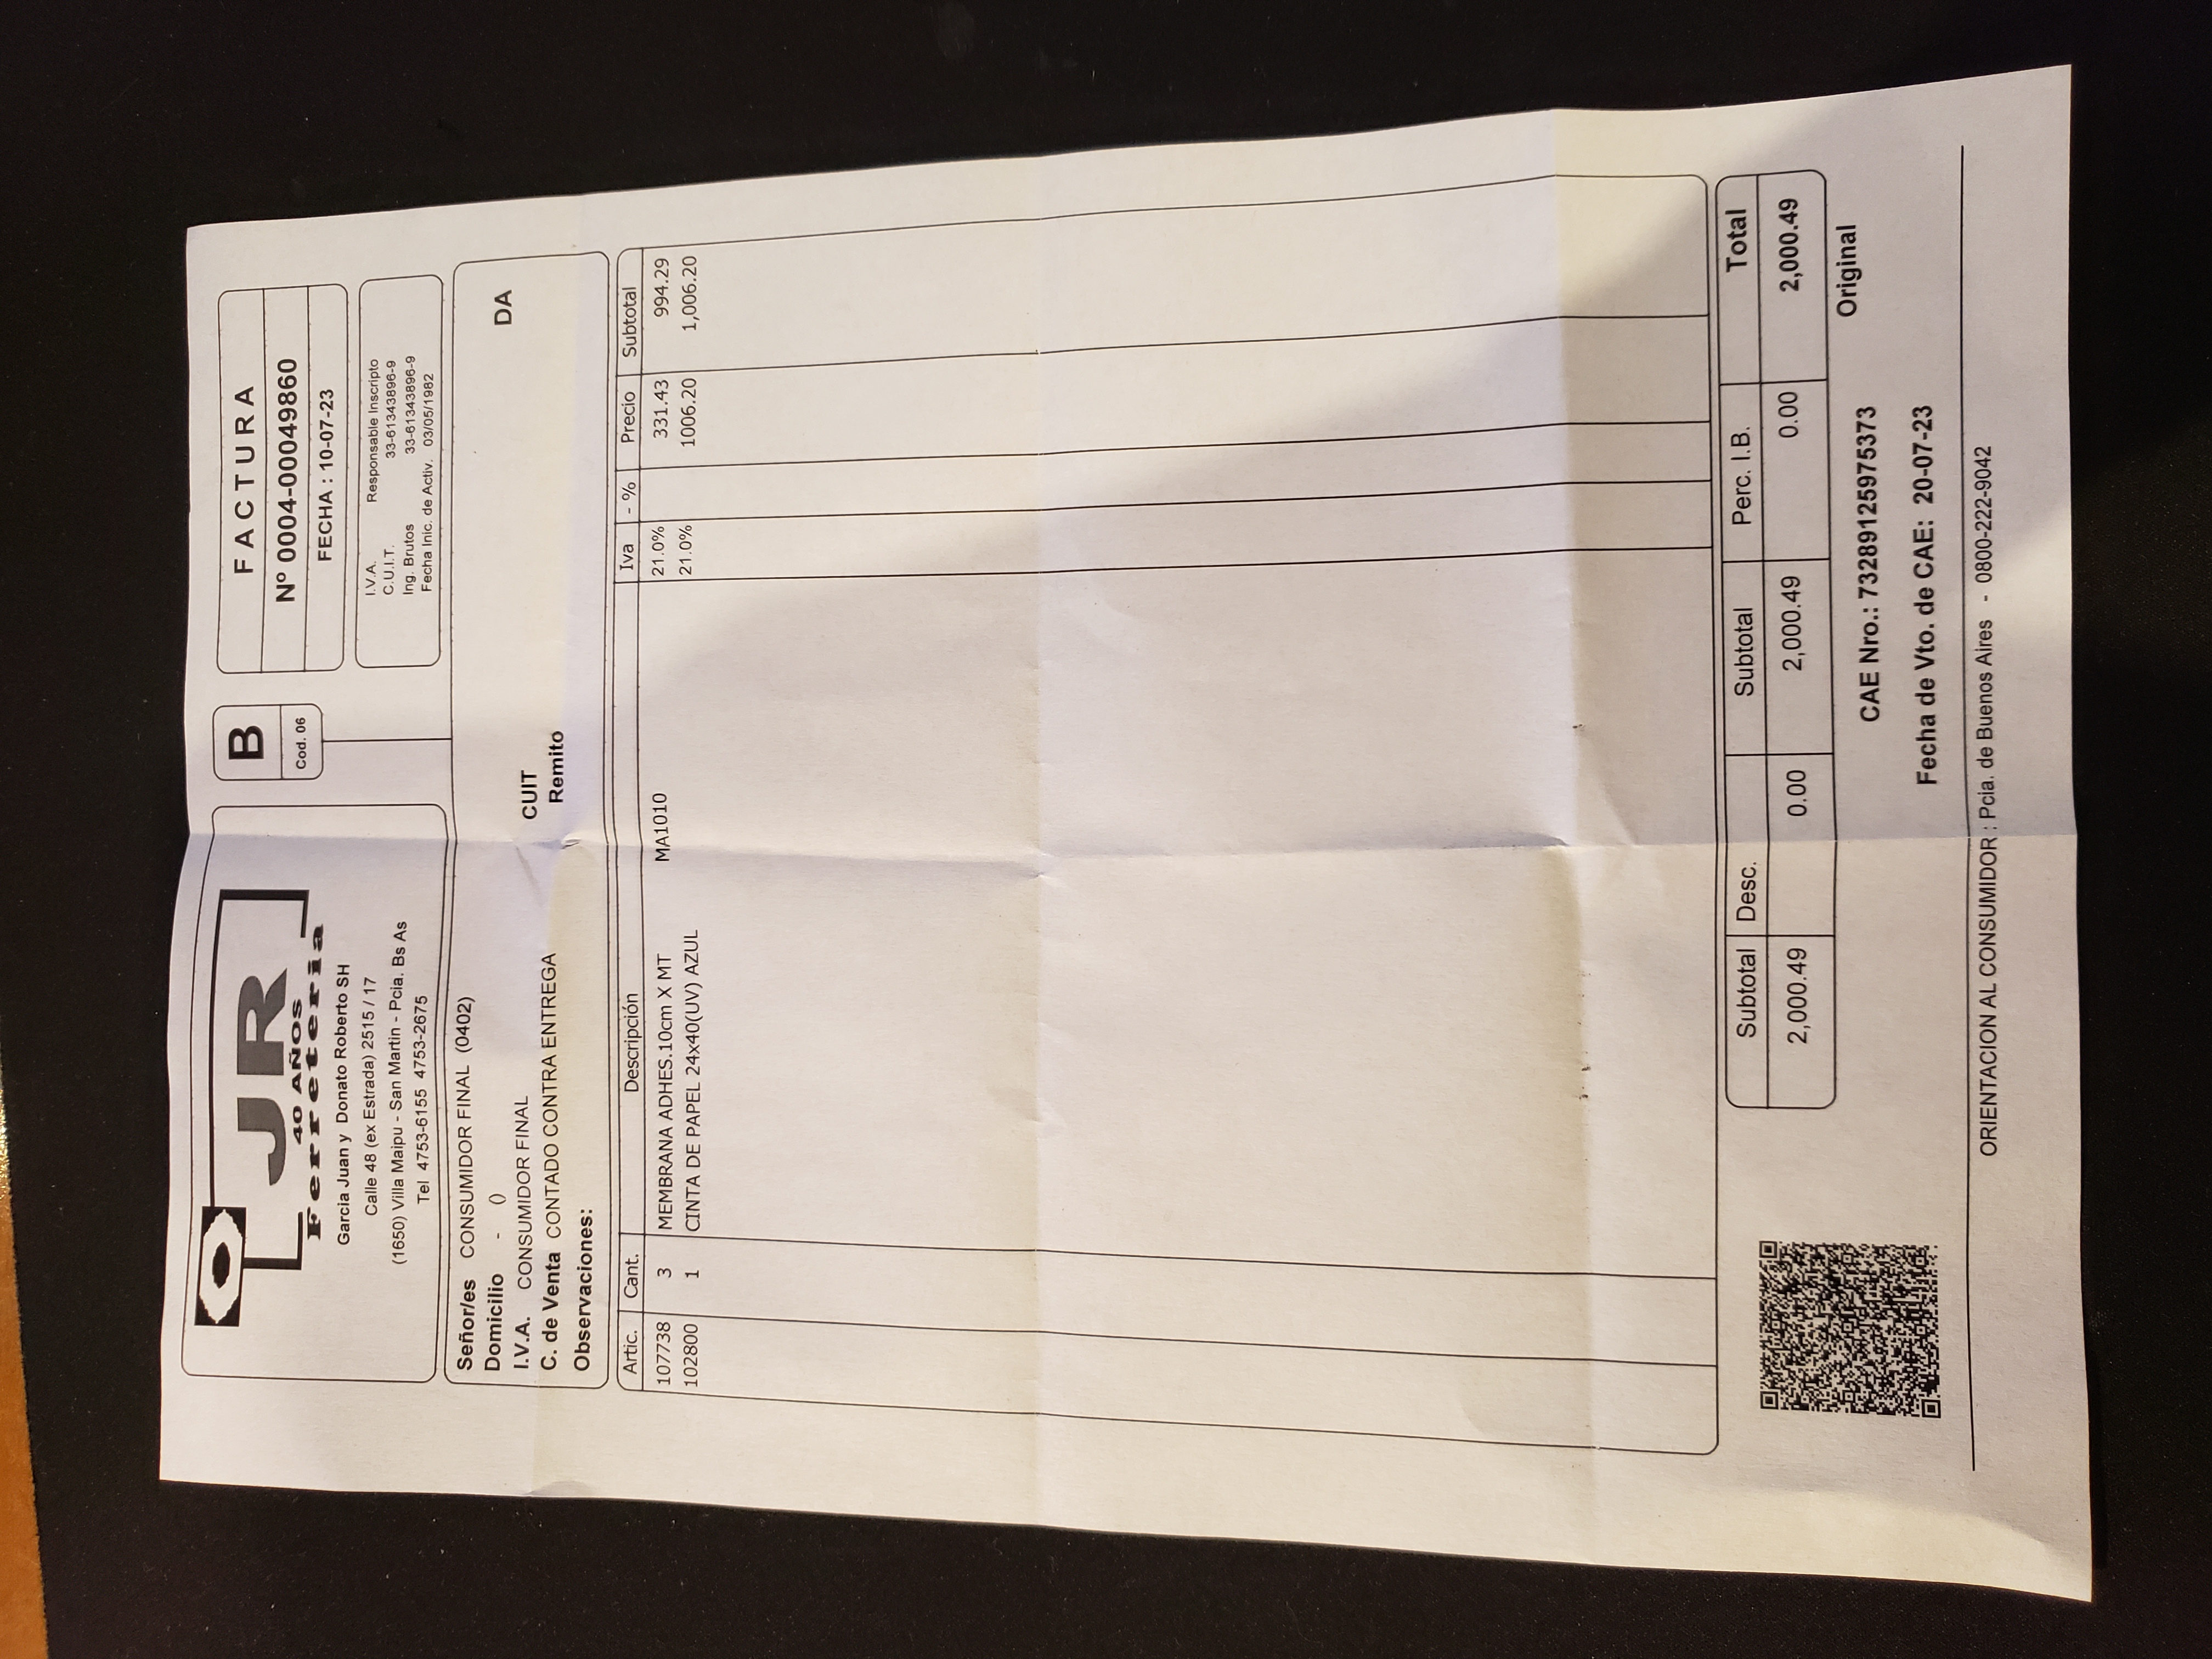 JR
40 AÑOS
Ferreteria
Garcia Juan y Donato Roberto SH
Calle 48 (ex Estrada) 2515 / 17
(1650) Villa Maipu - San Martin - Pcia. Bs As
Tel 4753-6155 4753-2675
B
Cod. 06
FACTURA
Nº 0004-00049860
FECHA : 10-07-23
I.V.A. Responsable Inscripto
C.U.I.T. 33-61343896-9
Ing. Brutos 33-61343896-9
Fecha Inic. de Activ. 03/05/1982
Señor/es CONSUMIDOR FINAL (0402)
Domicilio - ()
DA
I.V.A. CONSUMIDOR FINAL CUIT
C. de Venta CONTADO CONTRA ENTREGA Remito
Observaciones:
Artic. Cant. Descripción Iva - % Precio Subtotal
107738 3 MEMBRANA ADHES.10cm X MT MA1010 21.0% 331.43 994.29
102800 1 CINTA DE PAPEL 24x40(UV) AZUL 21.0% 1006.20 1,006.20
Subtotal Desc. Subtotal Perc. I.B. Total
2,000.49 0.00 2,000.49 0.00 2,000.49
Original
CAE Nro.: 73289125975373
Fecha de Vto. de CAE: 20-07-23
ORIENTACION AL CONSUMIDOR : Pcia. de Buenos Aires - 0800-222-9042